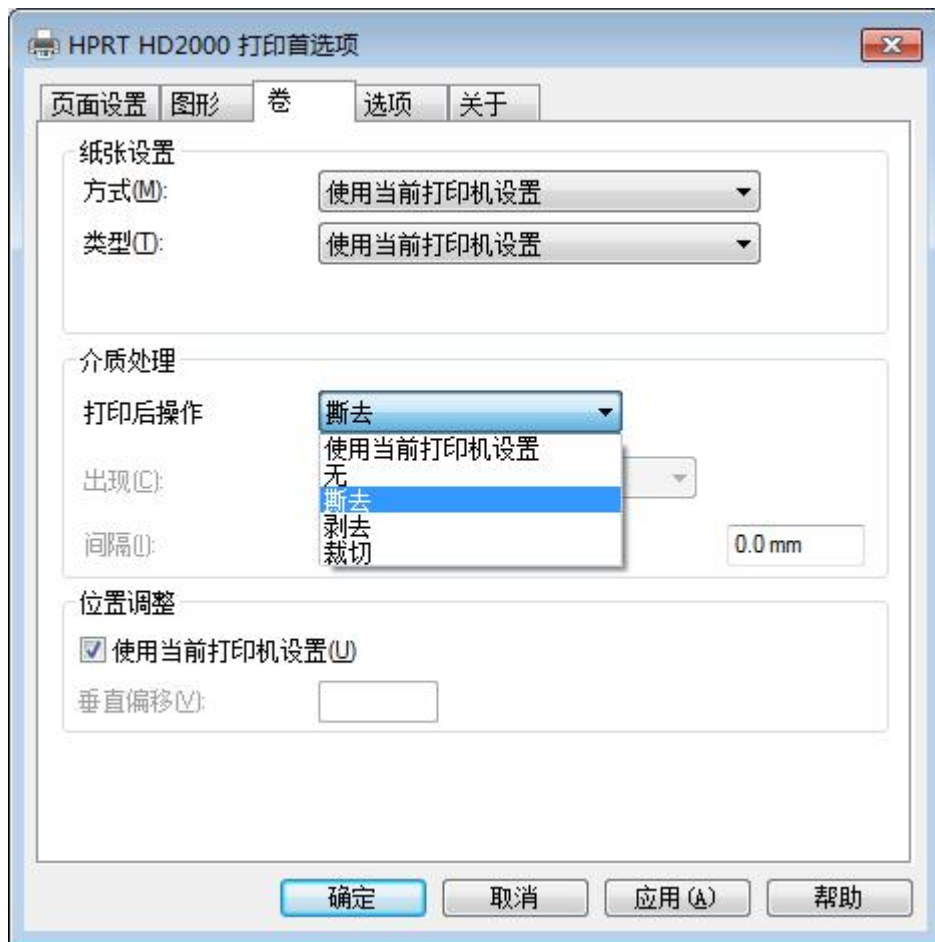 HPRT HD2000 打印首选项
页面设置 图形 卷 选项 关于
纸张设置
方式(M): 使用当前打印机设置
类型(T): 使用当前打印机设置
介质处理
打印后操作 撕去
使用当前打印机设置
无
出现(C):
撕去
剥去
间隔(I): 0.0 mm
裁切
位置调整
使用当前打印机设置(U)
垂直偏移(V):
确定 取消 应用(A) 帮助